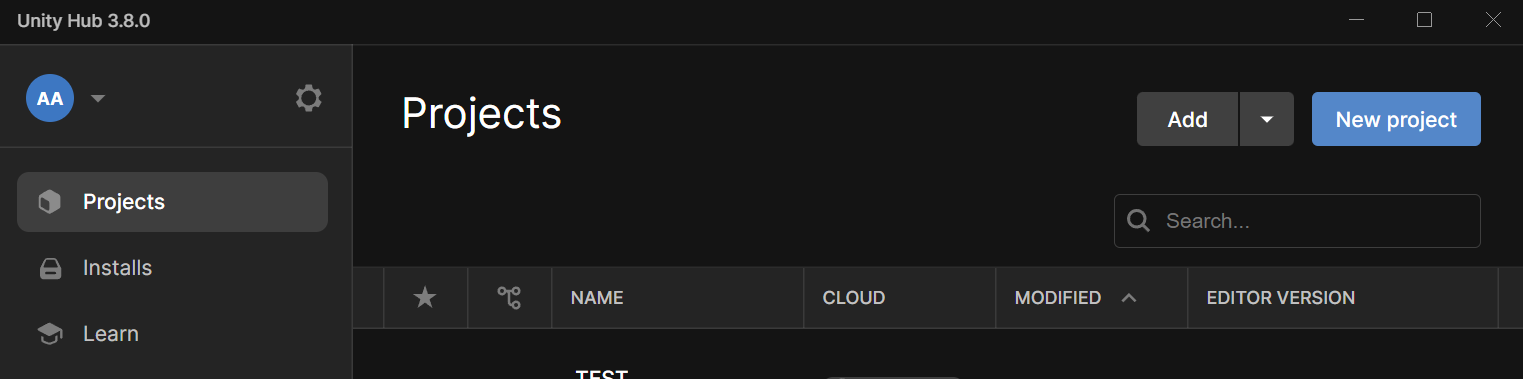 Unity Hub 3.8.0
AA
Projects
Add
New project
Projects
Search...
Installs
NAME
CLOUD
MODIFIED
EDITOR VERSION
Learn
TEST